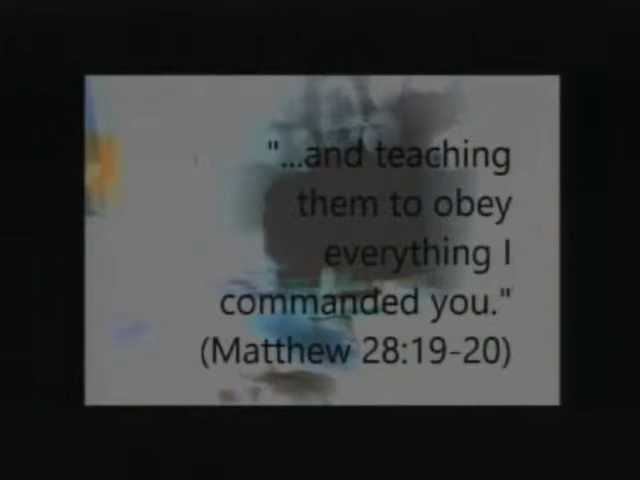 "...and teaching
them to obey
everything I
commanded you."
(Matthew 28:19-20)